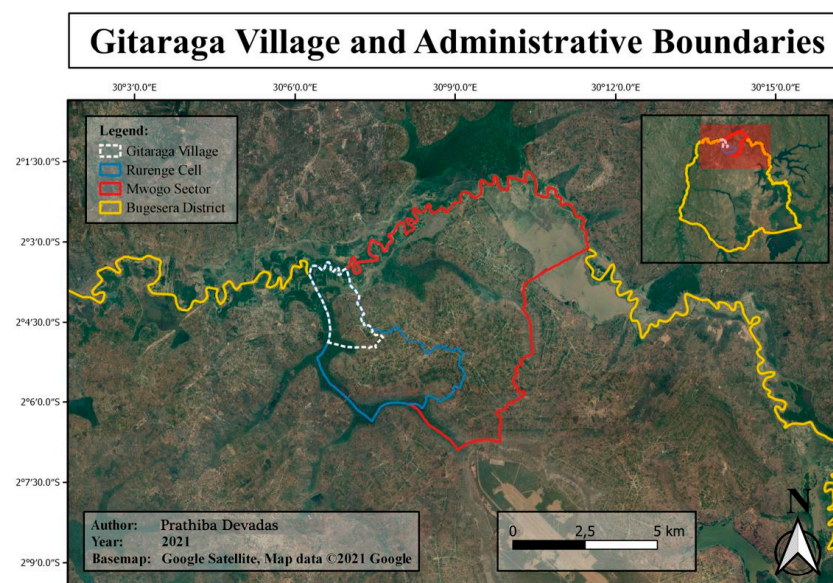 Gitaraga Village and Administrative Boundaries
30°3'0.0"E 30°6'0.0"E 30°9'0.0"E 30°12'0.0"E 30°15'0.0"E
Legend:
Gitaraga Village
Rurenge Cell
Mwogo Sector
Bugesera District
2°1'30.0"S
2°3'0.0"S
2°4'30.0"S
2°6'0.0"S
2°7'30.0"S
2°9'0.0"S
Author: Prathiba Devadas
Year: 2021
Basemap: Google Satellite, Map data ©2021 Google
0 2,5 5 km
N